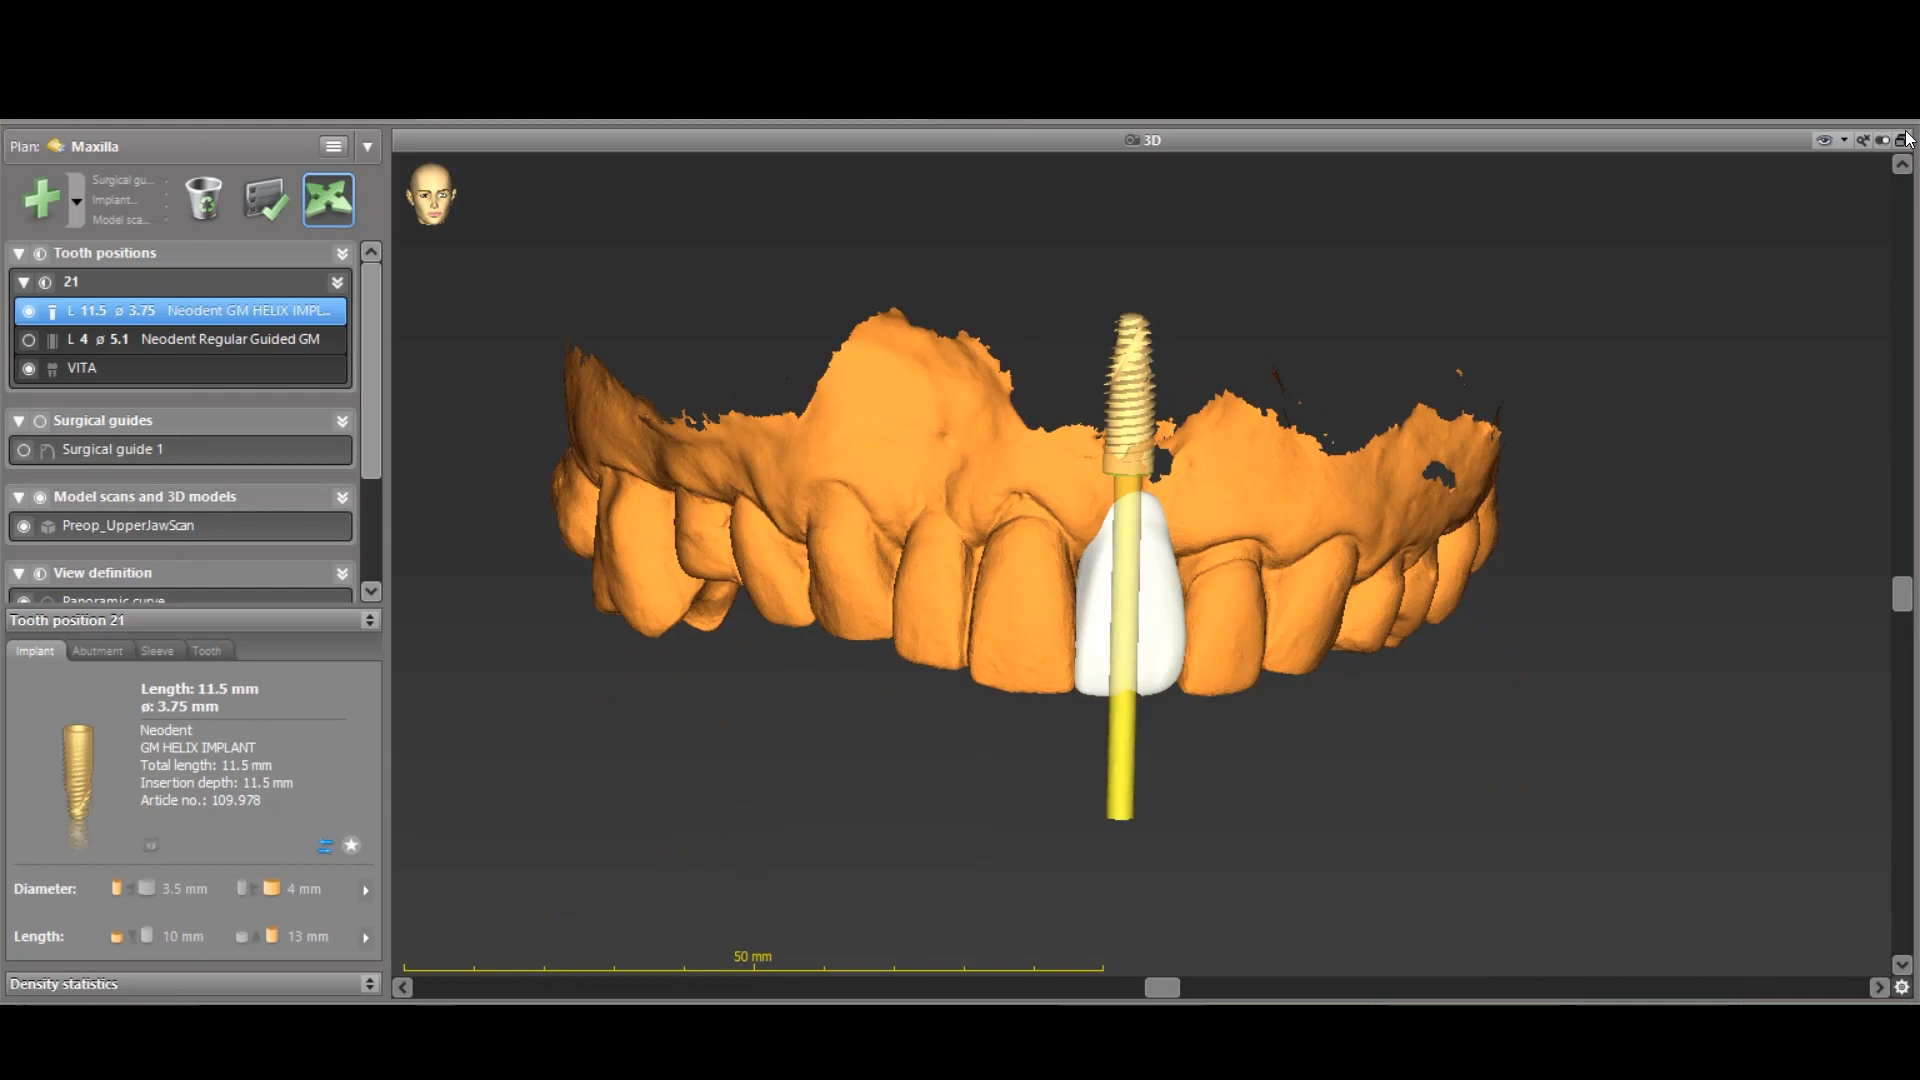 Plan: Maxilla
Surgical gu...
Implant...
Model sca...
Tooth positions
21
L 11.5 ø 3.75 Neodent GM HELIX IMPL...
L 4 ø 5.1 Neodent Regular Guided GM
VITA
Surgical guides
Surgical guide 1
Model scans and 3D models
Preop_UpperJawScan
View definition
Panoramic curve
Tooth position 21
Implant Abutment Sleeve Tooth
Length: 11.5 mm
ø: 3.75 mm
Neodent
GM HELIX IMPLANT
Total length: 11.5 mm
Insertion depth: 11.5 mm
Article no.: 109.978
Diameter: 3.5 mm 4 mm
Length: 10 mm 13 mm
Density statistics
3D
50 mm